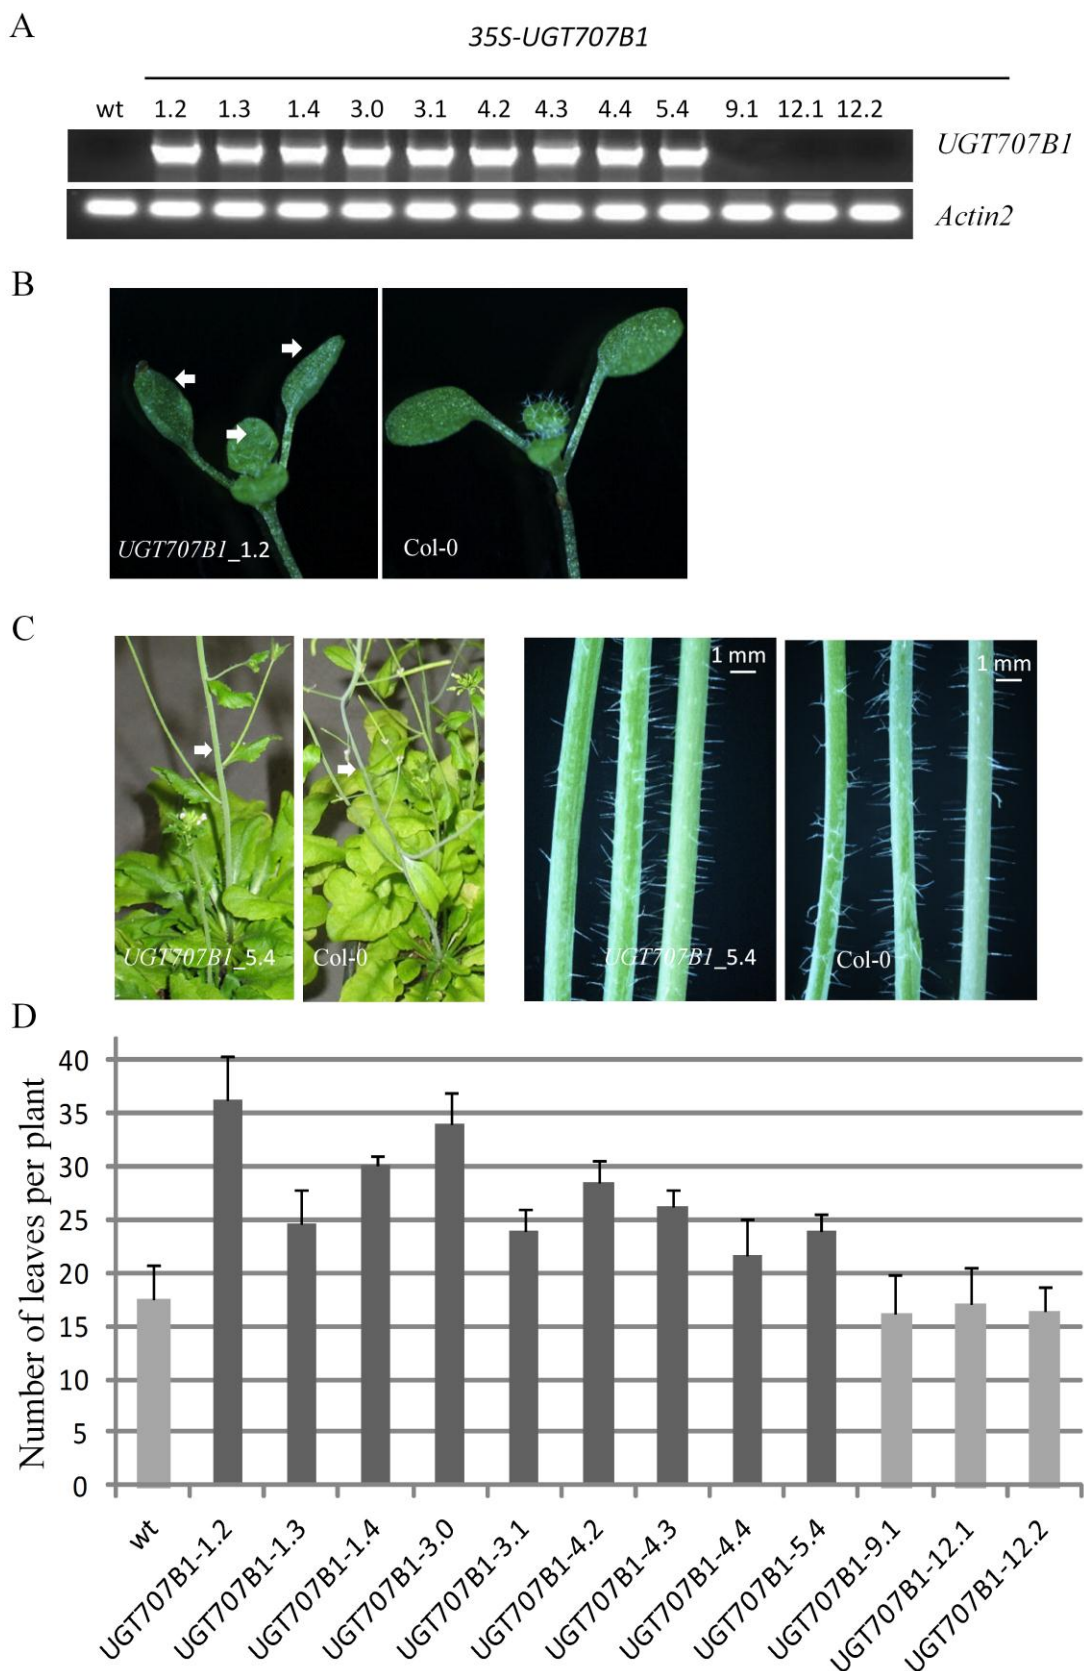 A
35S-UGT707B1
wt 1.2 1.3 1.4 3.0 3.1 4.2 4.3 4.4 5.4 9.1 12.1 12.2
UGT707B1
Actin2
B
UGT707B1_1.2
Col-0
C
1 mm
1 mm
UGT707B1_5.4
Col-0
UGT707B1_5.4
Col-0
D
Number of leaves per plant
40
35
30
25
20
15
10
5
0
wt
UGT707B1-1.2
UGT707B1-1.3
UGT707B1-1.4
UGT707B1-3.0
UGT707B1-3.1
UGT707B1-4.2
UGT707B1-4.3
UGT707B1-4.4
UGT707B1-5.4
UGT707B1-9.1
UGT707B1-12.1
UGT707B1-12.2